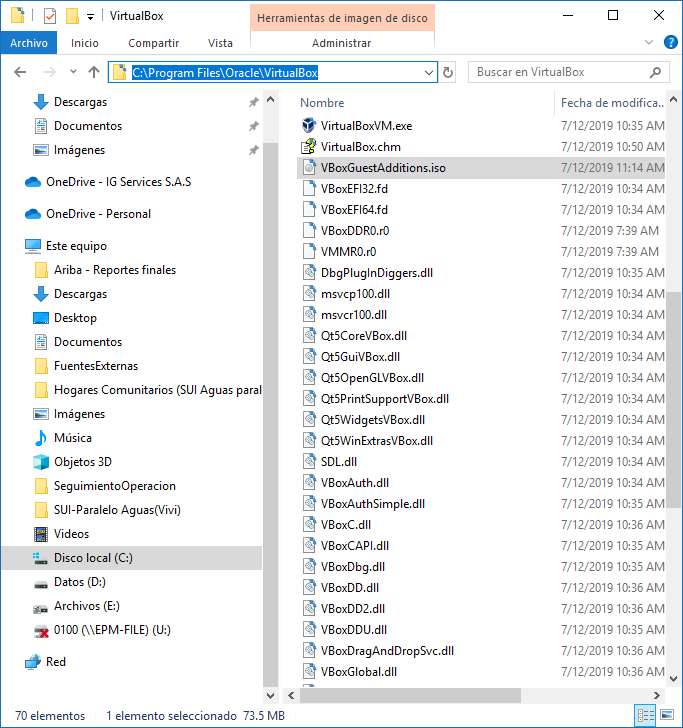 VirtualBox
Herramientas de imagen de disco
Archivo
Inicio
Compartir
Vista
Administrar
C:\Program Files\Oracle\VirtualBox
Buscar en VirtualBox
Descargas
Documentos
Imágenes
OneDrive - IG Services S.A.S
OneDrive - Personal
Este equipo
Ariba - Reportes finales
Descargas
Desktop
Documentos
FuentesExternas
Hogares Comunitarios (SUI Aguas paral
Imágenes
Música
Objetos 3D
SeguimientoOperacion
SUI-Paralelo Aguas(Vivi)
Videos
Disco local (C:)
Datos (D:)
Archivos (E:)
0100 (\\EPM-FILE) (U:)
Red
Nombre Fecha de modifica...
VirtualBoxVM.exe 7/12/2019 10:35 AM
VirtualBox.chm 7/12/2019 10:50 AM
VBoxGuestAdditions.iso 7/12/2019 11:14 AM
VBoxEFI32.fd 7/12/2019 10:34 AM
VBoxEFI64.fd 7/12/2019 10:34 AM
VBoxDDR0.r0 7/12/2019 7:39 AM
VMMR0.r0 7/12/2019 7:39 AM
DbgPlugInDiggers.dll 7/12/2019 10:35 AM
msvcp100.dll 7/12/2019 10:34 AM
msvcr100.dll 7/12/2019 10:34 AM
Qt5CoreVBox.dll 7/12/2019 10:34 AM
Qt5GuiVBox.dll 7/12/2019 10:34 AM
Qt5OpenGLVBox.dll 7/12/2019 10:34 AM
Qt5PrintSupportVBox.dll 7/12/2019 10:34 AM
Qt5WidgetsVBox.dll 7/12/2019 10:34 AM
Qt5WinExtrasVBox.dll 7/12/2019 10:34 AM
SDL.dll 7/12/2019 10:34 AM
VBoxAuth.dll 7/12/2019 10:34 AM
VBoxAuthSimple.dll 7/12/2019 10:34 AM
VBoxC.dll 7/12/2019 10:36 AM
VBoxCAPI.dll 7/12/2019 10:36 AM
VBoxDbg.dll 7/12/2019 10:35 AM
VBoxDD.dll 7/12/2019 10:36 AM
VBoxDD2.dll 7/12/2019 10:36 AM
VBoxDDU.dll 7/12/2019 10:35 AM
VBoxDragAndDropSvc.dll 7/12/2019 10:36 AM
VBoxGlobal.dll 7/12/2019 10:36 AM
70 elementos
1 elemento seleccionado 73.5 MB